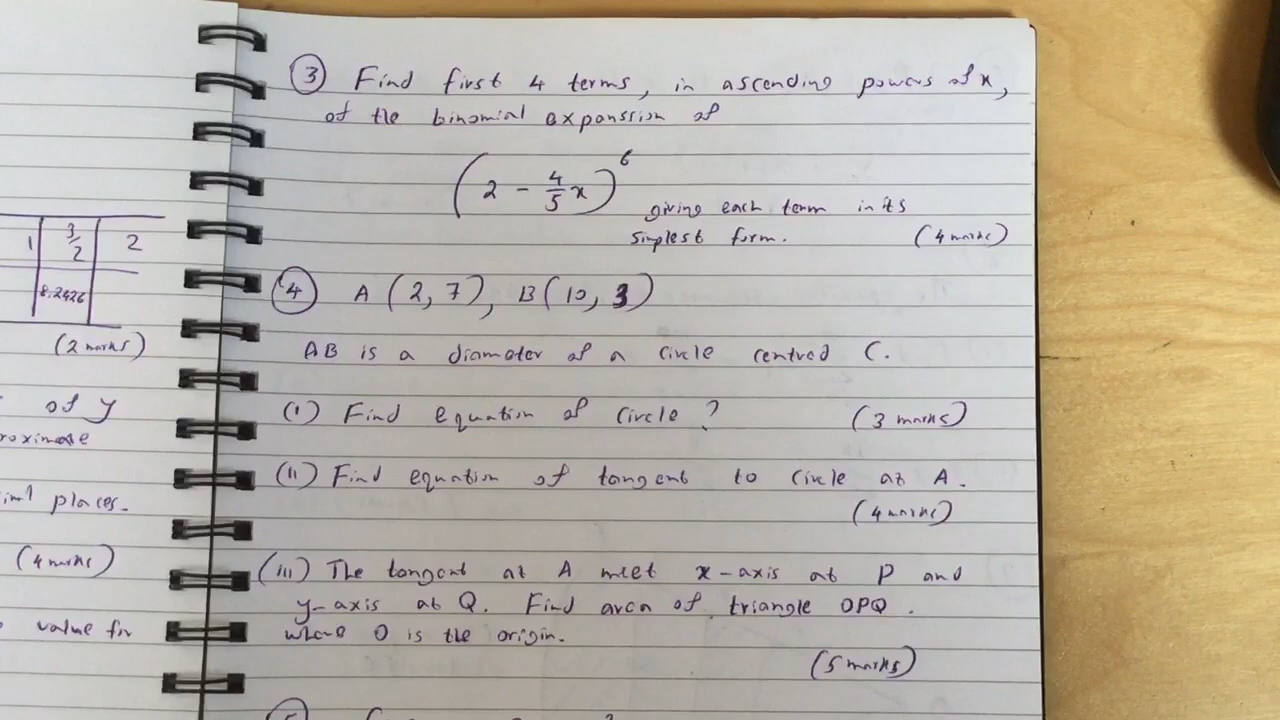 1 3/2 2
8.2426
(2 marks)
of y
places.
(4 marks)
value for
③ Find first 4 terms, in ascending powers of x,
of the binomial expanssion of
(2 - 4/5 x)^6
giving each term in its
simplest form. (4 marks)
④ A (2, 7), B (10, 3)
AB is a diameter of a circle centred C.
(i) Find equation of circle ? (3 marks)
(ii) Find equation of tangent to circle at A.
(4 marks)
(iii) The tangent at A meet x-axis at P and
y-axis at Q. Find area of triangle OPQ.
where O is the origin.
(5 marks)